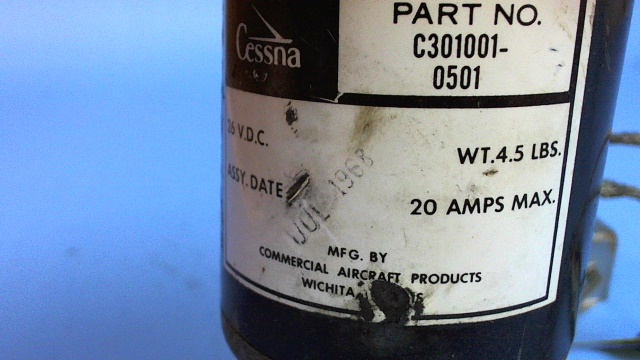 Cessna
PART NO.
C301001-
0501
26 V.D.C.
WT. 4.5 LBS.
ASSY. DATE JUL 1968
20 AMPS MAX.
MFG. BY
COMMERCIAL AIRCRAFT PRODUCTS
WICHITA